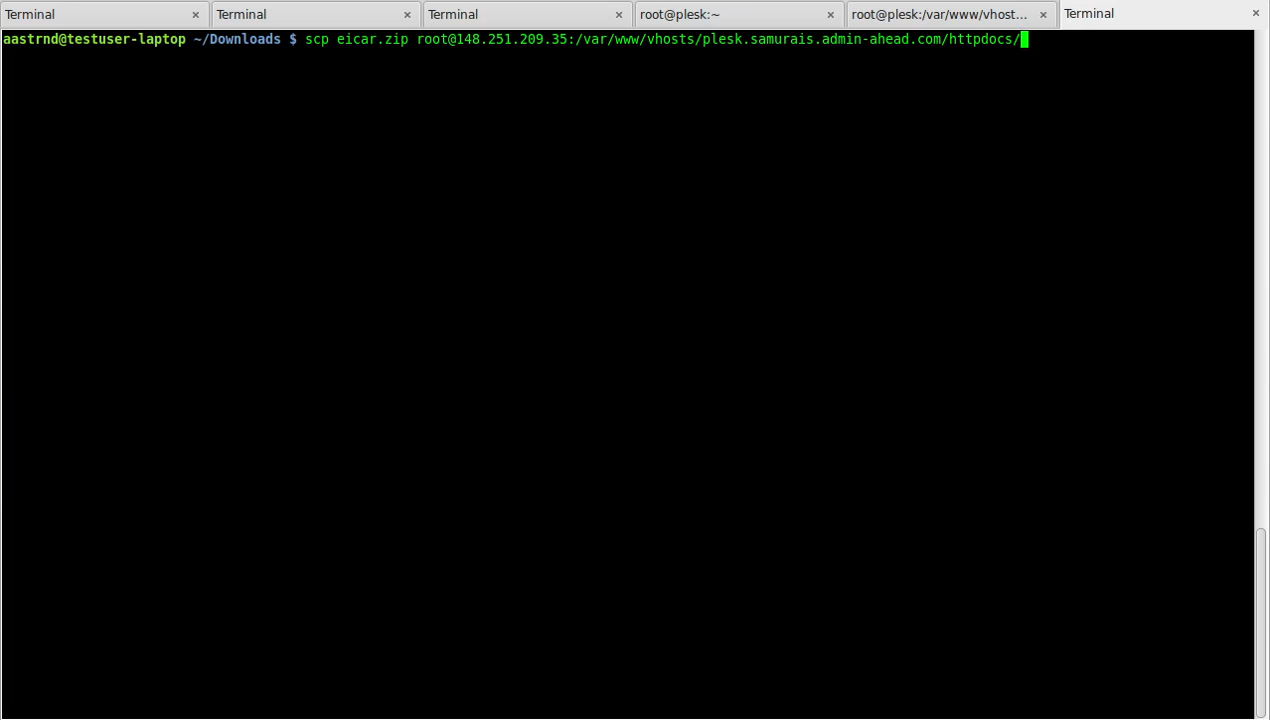 Terminal × Terminal × Terminal × root@plesk:~ × root@plesk:/var/www/vhost... × Terminal ×
aastrnd@testuser-laptop ~/Downloads $ scp eicar.zip root@148.251.209.35:/var/www/vhosts/plesk.samurais.admin-ahead.com/httpdocs/